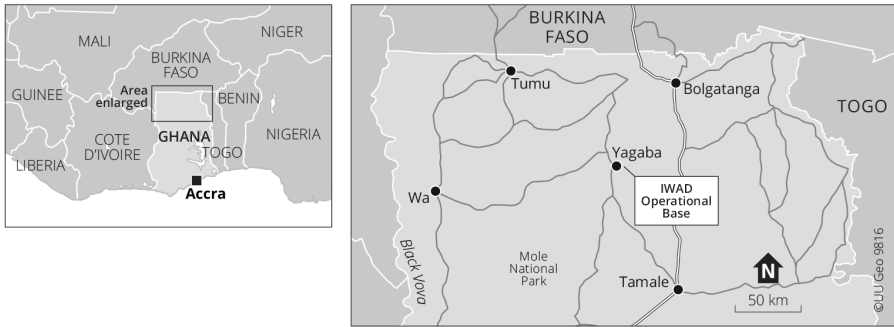 MALI
NIGER
BURKINA
FASO
Area
enlarged
GUINEE
BENIN
COTE
D'IVOIRE
GHANA
TOGO
NIGERIA
LIBERIA
Accra
BURKINA
FASO
Tumu
Bolgatanga
TOGO
Yagaba
Wa
IWAD
Operational
Base
Black Vova
Mole
National
Park
Tamale
N
50 km
©UU Geo 9816